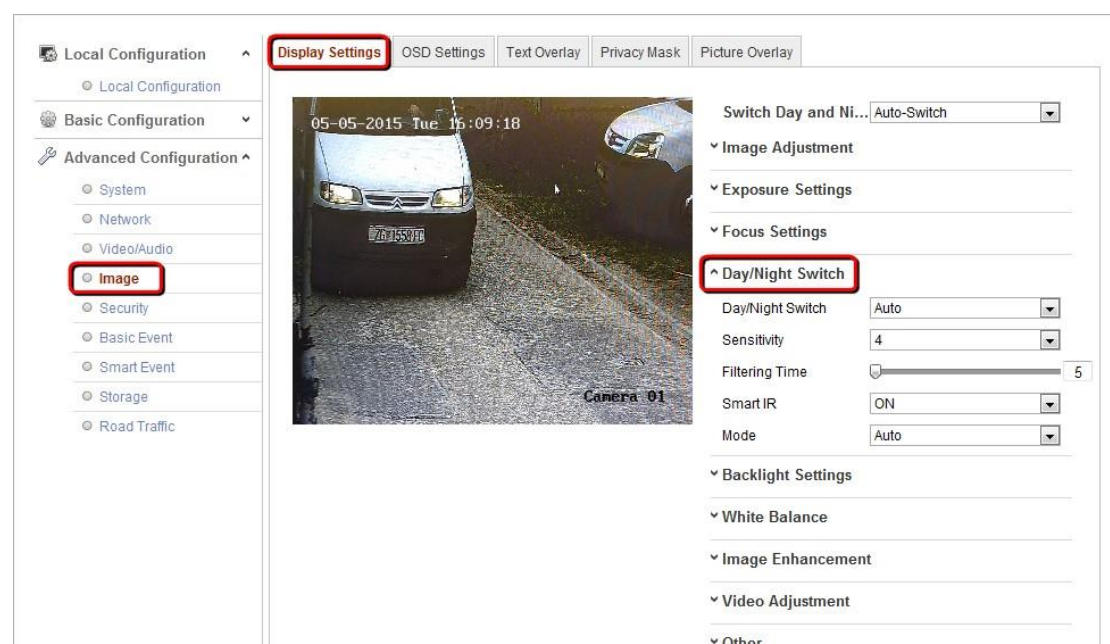 Local Configuration
Local Configuration
Basic Configuration
Advanced Configuration
System
Network
Video/Audio
Image
Security
Basic Event
Smart Event
Storage
Road Traffic
Display Settings
OSD Settings
Text Overlay
Privacy Mask
Picture Overlay
05-05-2015 Tue 16:09:18
Camera 01
Switch Day and Ni... Auto-Switch
Image Adjustment
Exposure Settings
Focus Settings
Day/Night Switch
Day/Night Switch Auto
Sensitivity 4
Filtering Time 5
Smart IR ON
Mode Auto
Backlight Settings
White Balance
Image Enhancement
Video Adjustment
Other